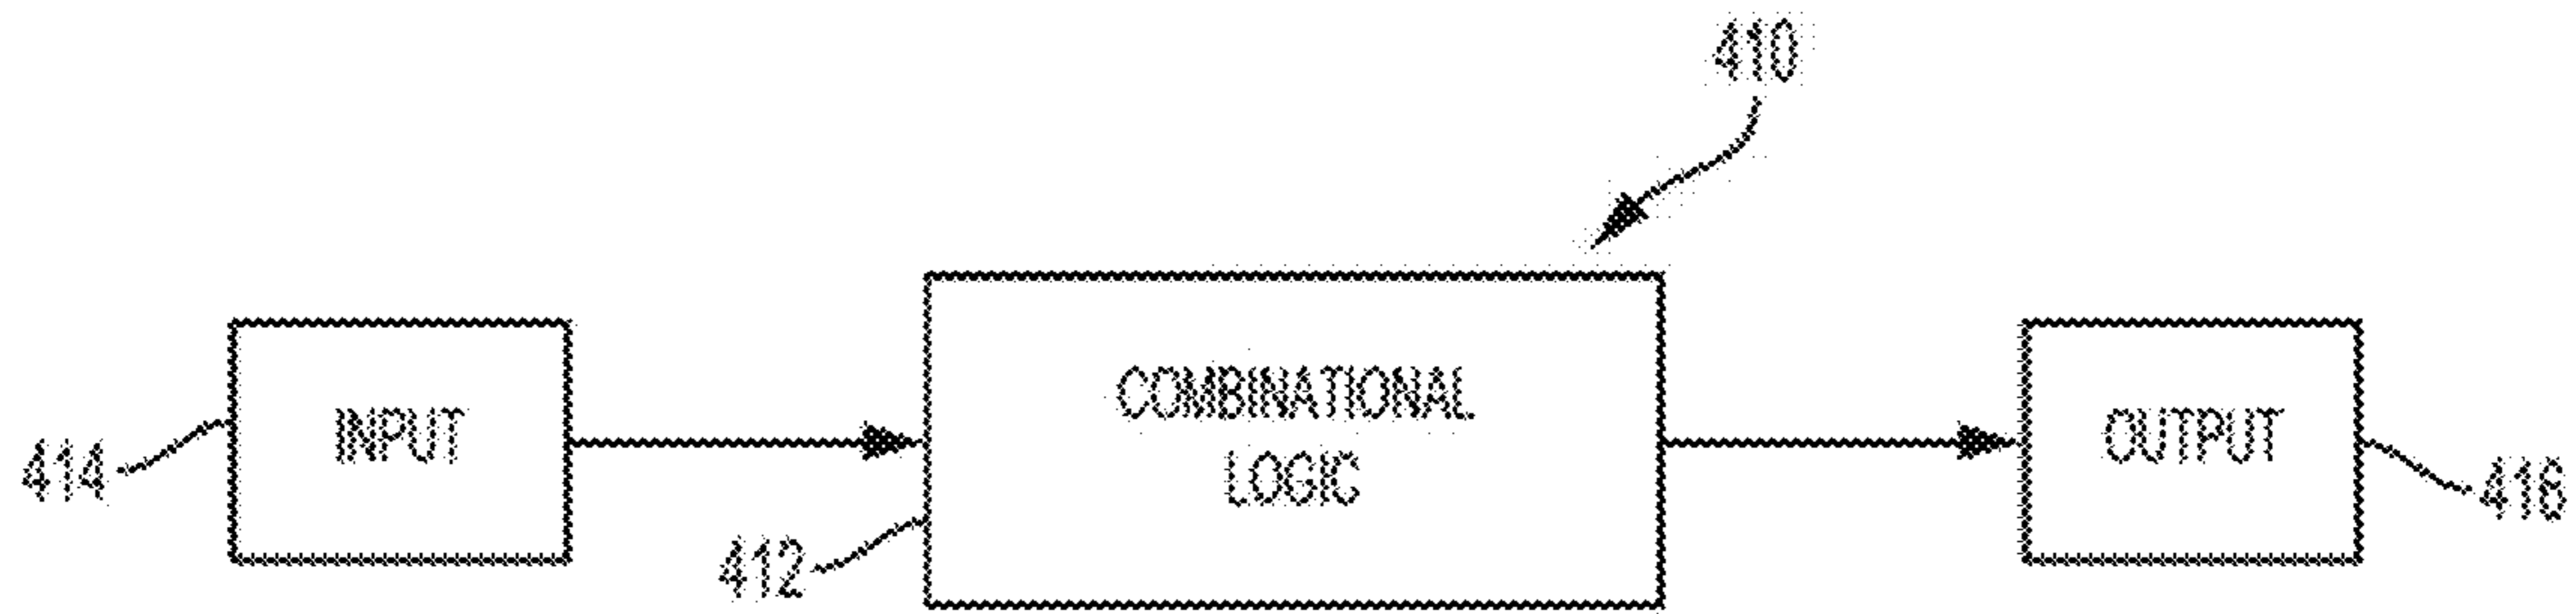 410
INPUT
COMBINATIONAL
LOGIC
OUTPUT
414
412
416